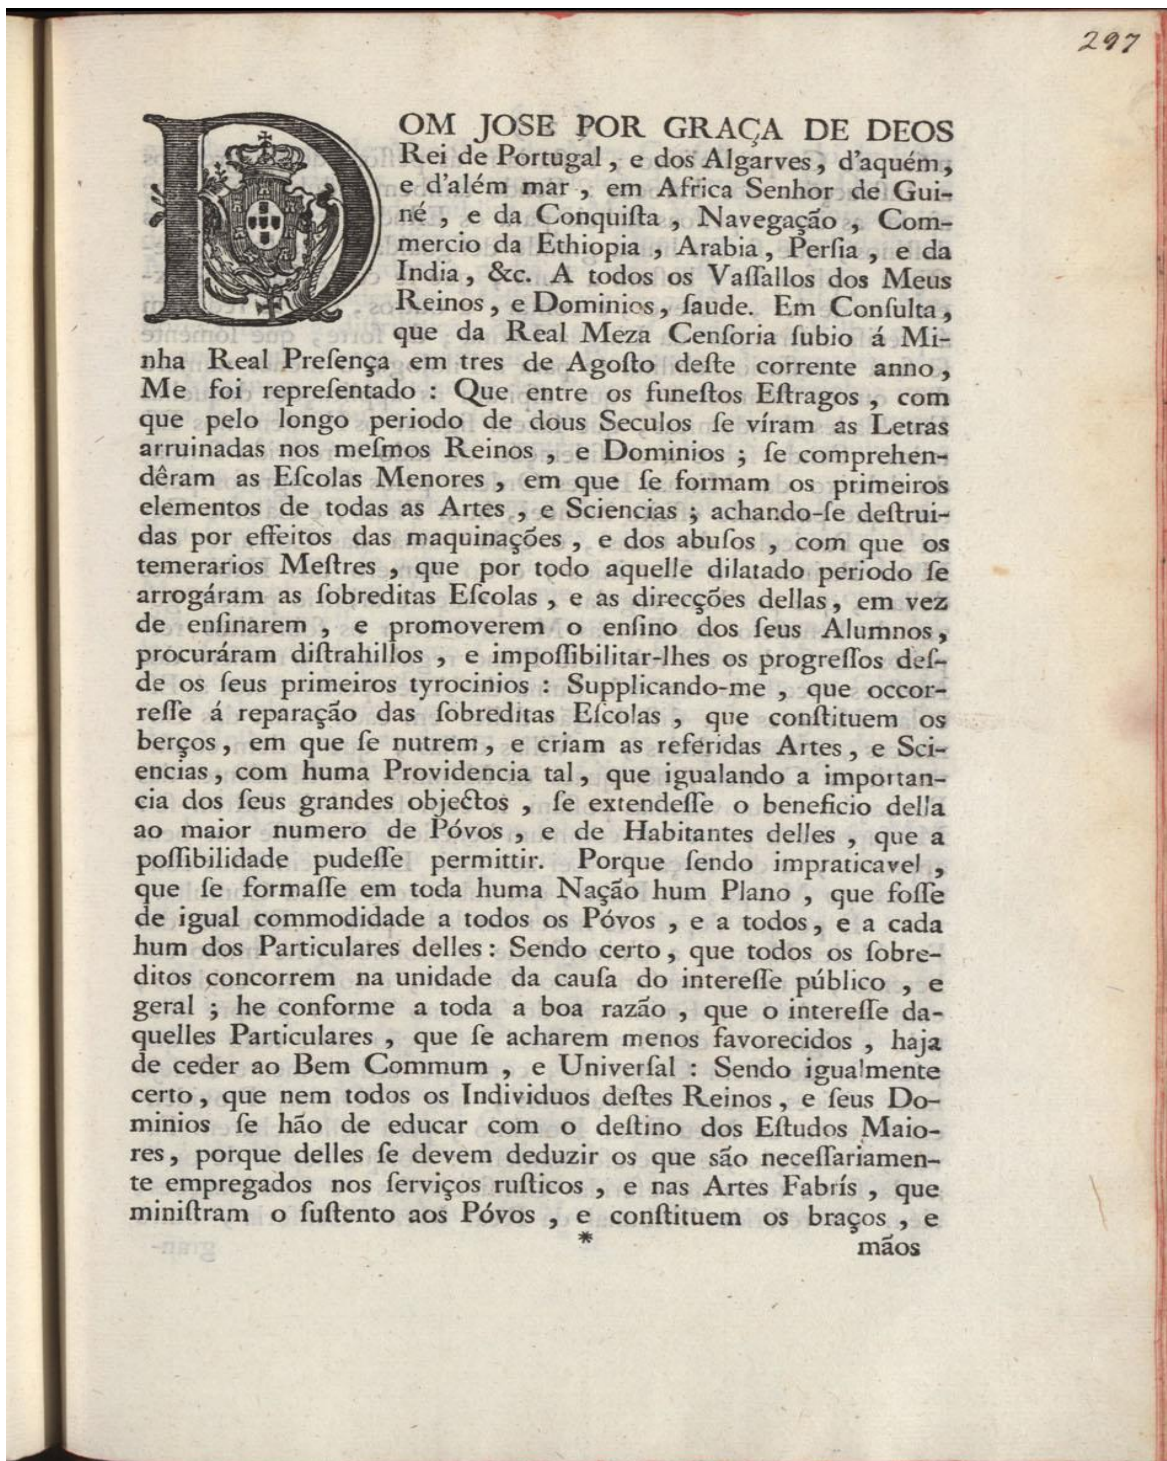 297
DOM JOSE POR GRAÇA DE DEOS
Rei de Portugal, e dos Algarves, d'aquém,
e d'além mar, em Africa Senhor de Gui-
né, e da Conquiſta, Navegação, Com-
mercio da Ethiopia, Arabia, Perſia, e da
India, &c. A todos os Vaſſallos dos Meus
Reinos, e Dominios, ſaude. Em Conſulta,
que da Real Meza Cenſoria ſubio á Mi-
nha Real Preſença em tres de Agoſto deſte corrente anno,
Me foi repreſentado : Que entre os funeſtos Eſtragos, com
que pelo longo periodo de dous Seculos ſe víram as Letras
arruinadas nos meſmos Reinos, e Dominios ; ſe comprehen-
dêram as Eſcolas Menores, em que ſe formam os primeiros
elementos de todas as Artes, e Sciencias ; achando-ſe deſtrui-
das por effeitos das maquinações, e dos abuſos, com que os
temerarios Meſtres, que por todo aquelle dilatado periodo ſe
arrogáram as ſobreditas Eſcolas, e as direcções dellas, em vez
de enſinarem, e promoverem o enſino dos ſeus Alumnos,
procuráram diſtrahillos, e impoſſibilitar-lhes os progreſſos deſ-
de os ſeus primeiros tyrocinios : Supplicando-me, que occor-
reſſe á reparação das ſobreditas Eſcolas, que conſtituem os
berços, em que ſe nutrem, e criam as referidas Artes, e Sci-
encias, com huma Providencia tal, que igualando a importan-
cia dos ſeus grandes objectos, ſe extendeſſe o beneficio della
ao maior numero de Póvos, e de Habitantes delles, que a
poſſibilidade pudeſſe permittir. Porque ſendo impraticavel,
que ſe formaſſe em toda huma Nação hum Plano, que foſſe
de igual commodidade a todos os Póvos, e a todos, e a cada
hum dos Particulares delles : Sendo certo, que todos os ſobre-
ditos concorrem na unidade da cauſa do intereſſe público, e
geral ; he conforme a toda a boa razão, que o intereſſe da-
quelles Particulares, que ſe acharem menos favorecidos, haja
de ceder ao Bem Commum, e Univerſal : Sendo igualmente
certo, que nem todos os Individuos deſtes Reinos, e ſeus Do-
minios ſe hão de educar com o deſtino dos Eſtudos Maio-
res, porque delles ſe devem deduzir os que são neceſſariamen-
te empregados nos ſerviços ruſticos, e nas Artes Fabrís, que
miniſtram o ſuſtento aos Póvos, e conſtituem os braços, e
* mãos